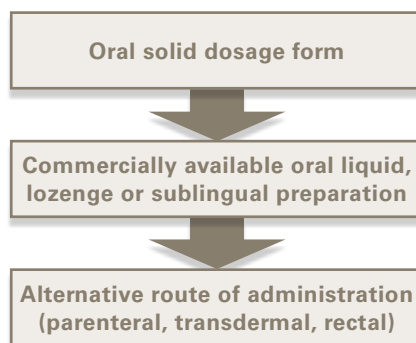 Oral solid dosage form
Commercially available oral liquid,
lozenge or sublingual preparation
Alternative route of administration
(parenteral, transdermal, rectal)